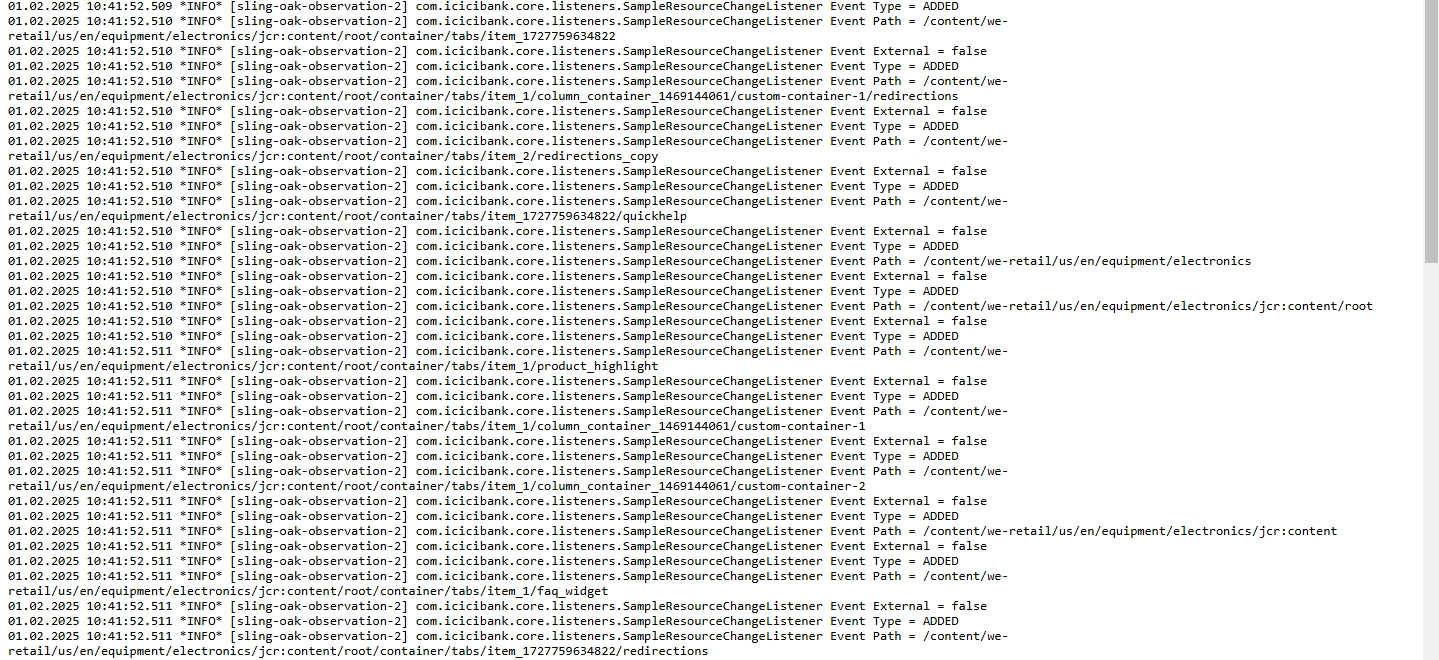 01.02.2025 10:41:52.509 *INFO* [sling-oak-observation-2] com.icicibank.core.listeners.SampleResourceChangeListener Event Type = ADDED
01.02.2025 10:41:52.510 *INFO* [sling-oak-observation-2] com.icicibank.core.listeners.SampleResourceChangeListener Event Path = /content/we-
retail/us/en/equipment/electronics/jcr:content/root/container/tabs/item_1727759634822
01.02.2025 10:41:52.510 *INFO* [sling-oak-observation-2] com.icicibank.core.listeners.SampleResourceChangeListener Event External = false
01.02.2025 10:41:52.510 *INFO* [sling-oak-observation-2] com.icicibank.core.listeners.SampleResourceChangeListener Event Type = ADDED
01.02.2025 10:41:52.510 *INFO* [sling-oak-observation-2] com.icicibank.core.listeners.SampleResourceChangeListener Event Path = /content/we-
retail/us/en/equipment/electronics/jcr:content/root/container/tabs/item_1/column_container_1469144061/custom-container-1/redirections
01.02.2025 10:41:52.510 *INFO* [sling-oak-observation-2] com.icicibank.core.listeners.SampleResourceChangeListener Event External = false
01.02.2025 10:41:52.510 *INFO* [sling-oak-observation-2] com.icicibank.core.listeners.SampleResourceChangeListener Event Type = ADDED
01.02.2025 10:41:52.510 *INFO* [sling-oak-observation-2] com.icicibank.core.listeners.SampleResourceChangeListener Event Path = /content/we-
retail/us/en/equipment/electronics/jcr:content/root/container/tabs/item_2/redirections_copy
01.02.2025 10:41:52.510 *INFO* [sling-oak-observation-2] com.icicibank.core.listeners.SampleResourceChangeListener Event External = false
01.02.2025 10:41:52.510 *INFO* [sling-oak-observation-2] com.icicibank.core.listeners.SampleResourceChangeListener Event Type = ADDED
01.02.2025 10:41:52.510 *INFO* [sling-oak-observation-2] com.icicibank.core.listeners.SampleResourceChangeListener Event Path = /content/we-
retail/us/en/equipment/electronics/jcr:content/root/container/tabs/item_1727759634822/quickhelp
01.02.2025 10:41:52.510 *INFO* [sling-oak-observation-2] com.icicibank.core.listeners.SampleResourceChangeListener Event External = false
01.02.2025 10:41:52.510 *INFO* [sling-oak-observation-2] com.icicibank.core.listeners.SampleResourceChangeListener Event Type = ADDED
01.02.2025 10:41:52.510 *INFO* [sling-oak-observation-2] com.icicibank.core.listeners.SampleResourceChangeListener Event Path = /content/we-retail/us/en/equipment/electronics
01.02.2025 10:41:52.510 *INFO* [sling-oak-observation-2] com.icicibank.core.listeners.SampleResourceChangeListener Event External = false
01.02.2025 10:41:52.510 *INFO* [sling-oak-observation-2] com.icicibank.core.listeners.SampleResourceChangeListener Event Type = ADDED
01.02.2025 10:41:52.510 *INFO* [sling-oak-observation-2] com.icicibank.core.listeners.SampleResourceChangeListener Event Path = /content/we-retail/us/en/equipment/electronics/jcr:content/root
01.02.2025 10:41:52.510 *INFO* [sling-oak-observation-2] com.icicibank.core.listeners.SampleResourceChangeListener Event External = false
01.02.2025 10:41:52.510 *INFO* [sling-oak-observation-2] com.icicibank.core.listeners.SampleResourceChangeListener Event Type = ADDED
01.02.2025 10:41:52.511 *INFO* [sling-oak-observation-2] com.icicibank.core.listeners.SampleResourceChangeListener Event Path = /content/we-
retail/us/en/equipment/electronics/jcr:content/root/container/tabs/item_1/product_highlight
01.02.2025 10:41:52.511 *INFO* [sling-oak-observation-2] com.icicibank.core.listeners.SampleResourceChangeListener Event External = false
01.02.2025 10:41:52.511 *INFO* [sling-oak-observation-2] com.icicibank.core.listeners.SampleResourceChangeListener Event Type = ADDED
01.02.2025 10:41:52.511 *INFO* [sling-oak-observation-2] com.icicibank.core.listeners.SampleResourceChangeListener Event Path = /content/we-
retail/us/en/equipment/electronics/jcr:content/root/container/tabs/item_1/column_container_1469144061/custom-container-1
01.02.2025 10:41:52.511 *INFO* [sling-oak-observation-2] com.icicibank.core.listeners.SampleResourceChangeListener Event External = false
01.02.2025 10:41:52.511 *INFO* [sling-oak-observation-2] com.icicibank.core.listeners.SampleResourceChangeListener Event Type = ADDED
01.02.2025 10:41:52.511 *INFO* [sling-oak-observation-2] com.icicibank.core.listeners.SampleResourceChangeListener Event Path = /content/we-
retail/us/en/equipment/electronics/jcr:content/root/container/tabs/item_1/column_container_1469144061/custom-container-2
01.02.2025 10:41:52.511 *INFO* [sling-oak-observation-2] com.icicibank.core.listeners.SampleResourceChangeListener Event External = false
01.02.2025 10:41:52.511 *INFO* [sling-oak-observation-2] com.icicibank.core.listeners.SampleResourceChangeListener Event Type = ADDED
01.02.2025 10:41:52.511 *INFO* [sling-oak-observation-2] com.icicibank.core.listeners.SampleResourceChangeListener Event Path = /content/we-retail/us/en/equipment/electronics/jcr:content
01.02.2025 10:41:52.511 *INFO* [sling-oak-observation-2] com.icicibank.core.listeners.SampleResourceChangeListener Event External = false
01.02.2025 10:41:52.511 *INFO* [sling-oak-observation-2] com.icicibank.core.listeners.SampleResourceChangeListener Event Type = ADDED
01.02.2025 10:41:52.511 *INFO* [sling-oak-observation-2] com.icicibank.core.listeners.SampleResourceChangeListener Event Path = /content/we-
retail/us/en/equipment/electronics/jcr:content/root/container/tabs/item_1/faq_widget
01.02.2025 10:41:52.511 *INFO* [sling-oak-observation-2] com.icicibank.core.listeners.SampleResourceChangeListener Event External = false
01.02.2025 10:41:52.511 *INFO* [sling-oak-observation-2] com.icicibank.core.listeners.SampleResourceChangeListener Event Type = ADDED
01.02.2025 10:41:52.511 *INFO* [sling-oak-observation-2] com.icicibank.core.listeners.SampleResourceChangeListener Event Path = /content/we-
retail/us/en/equipment/electronics/jcr:content/root/container/tabs/item_1727759634822/redirections